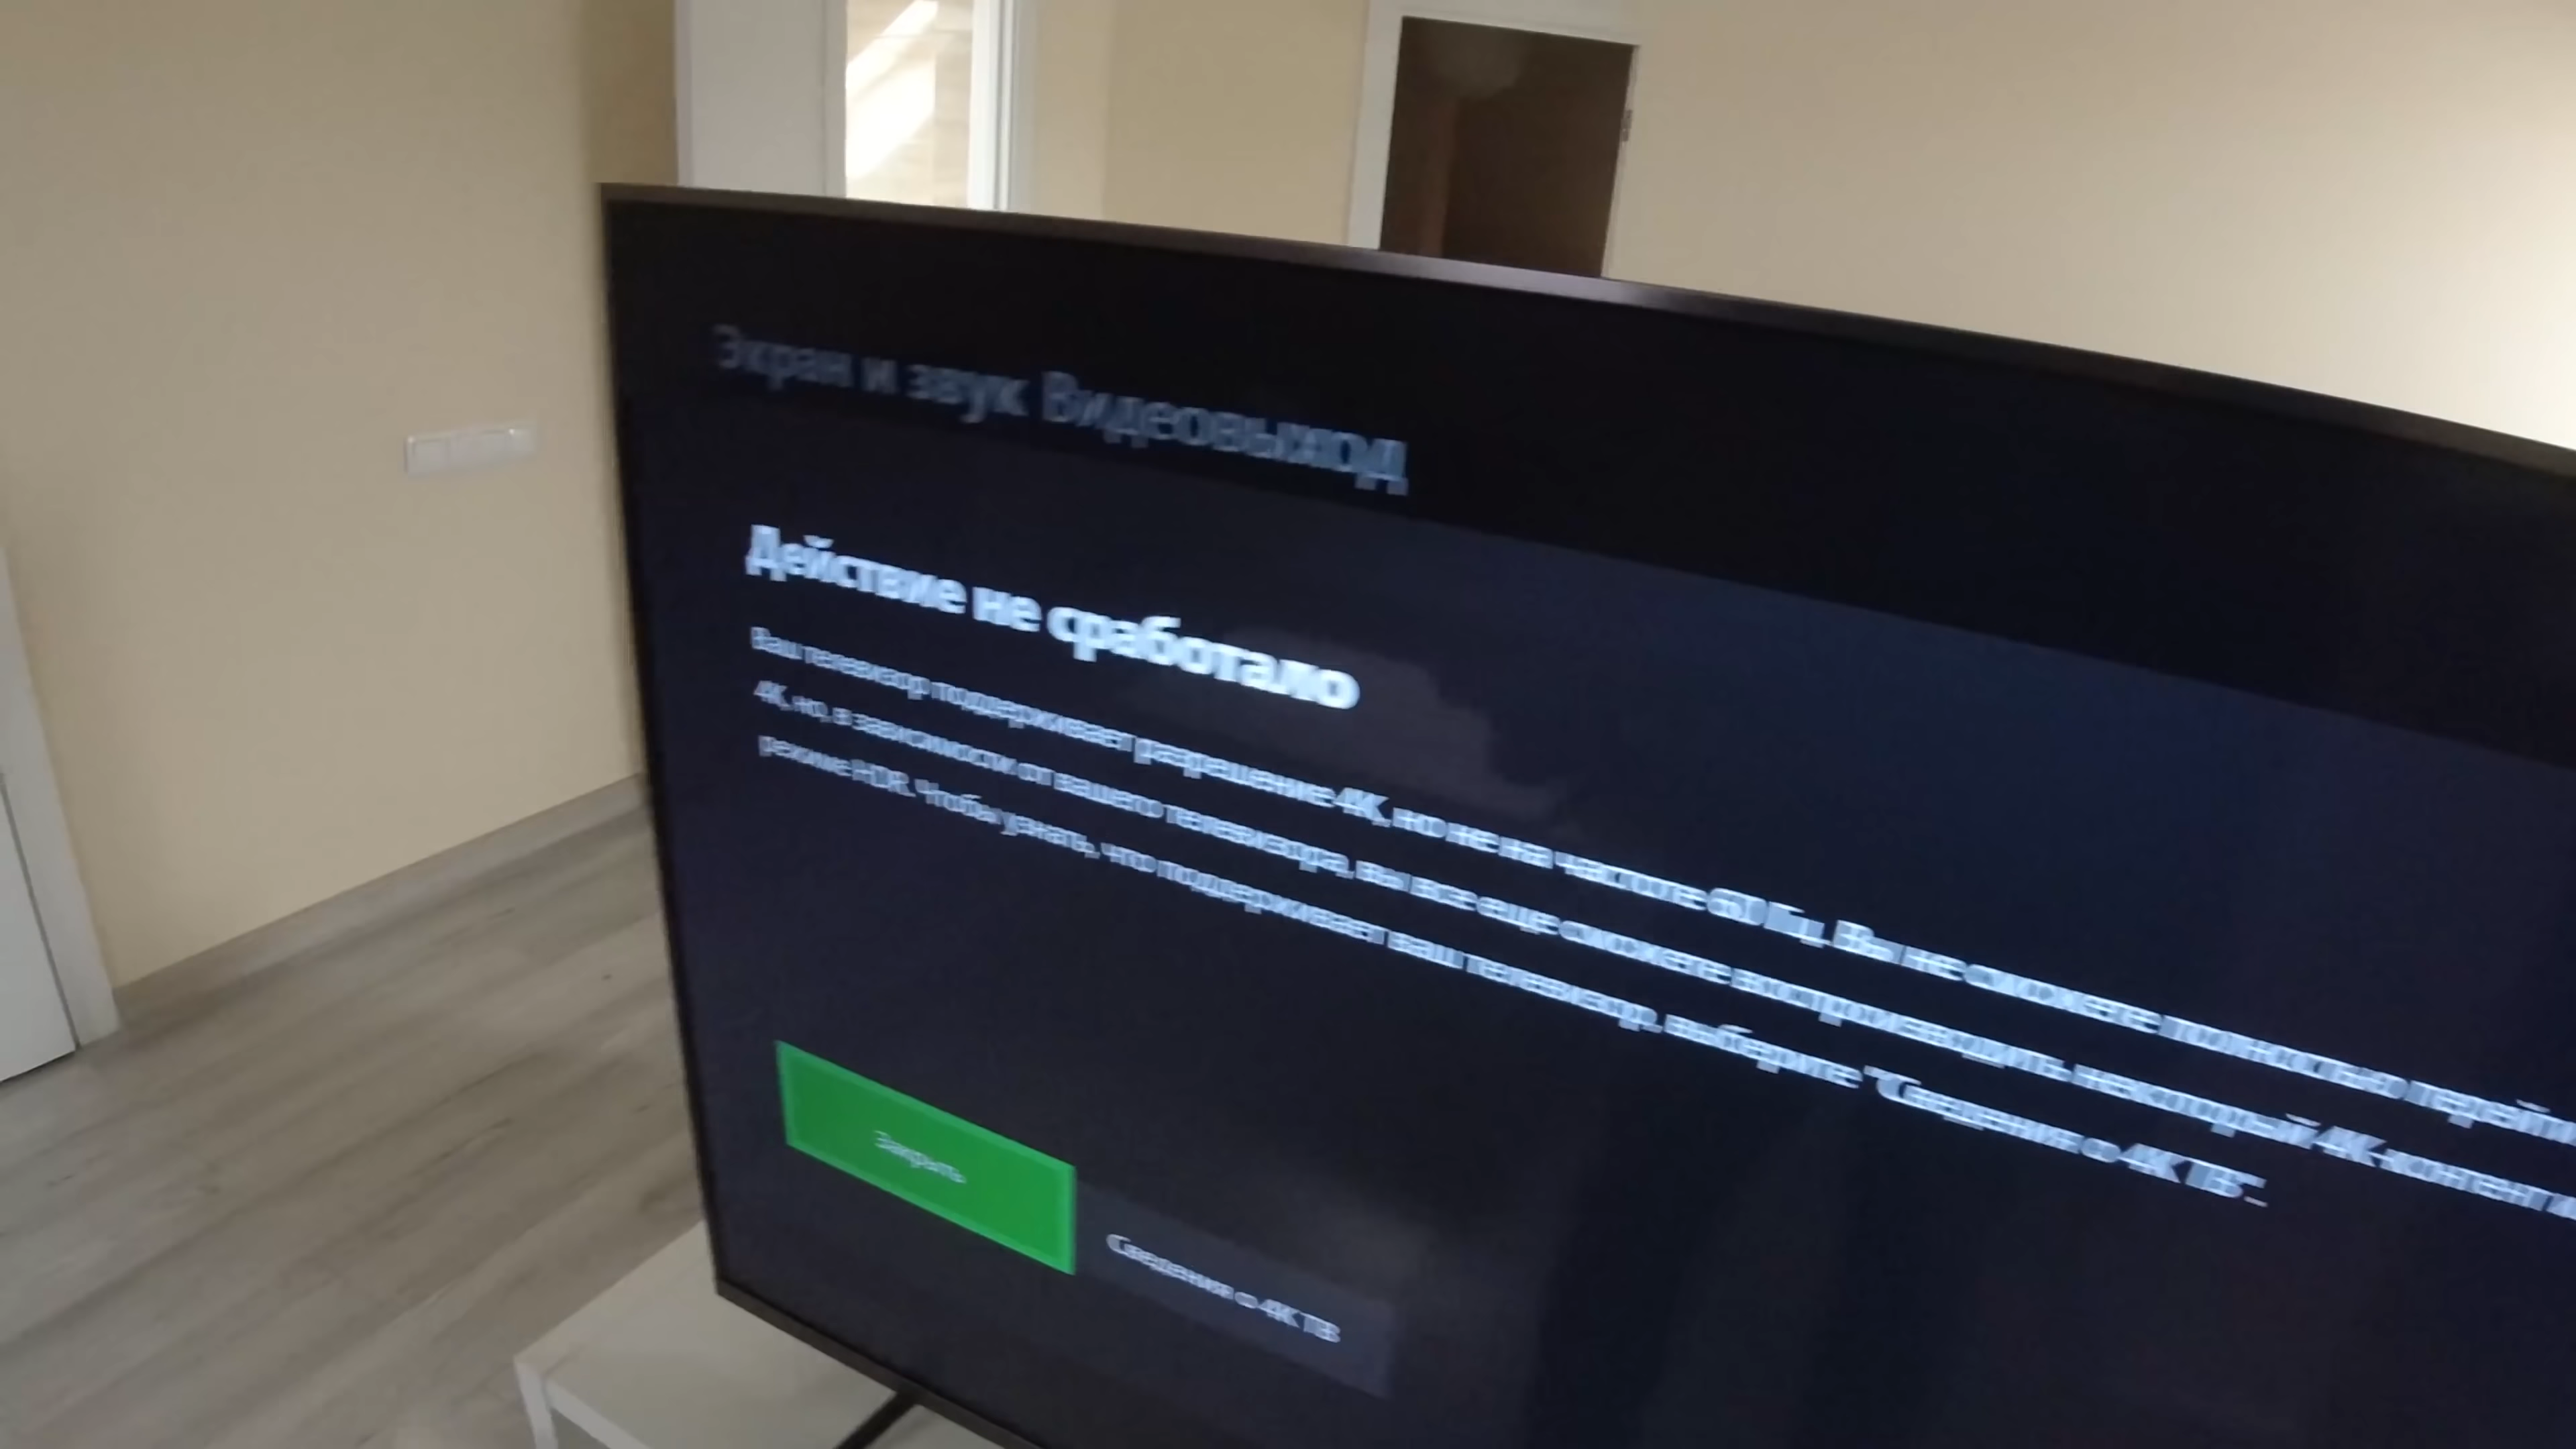 Экран и звук Видеовыход
Действие не сработало
Ваш телевизор поддерживает разрешение 4K, но не на частоте 60 Гц. Вы не сможете полностью
4K, но, в зависимости от вашего телевизора, вы все еще сможете воспроизводить некоторый 4K-контент
режиме HDR. Чтобы узнать, что поддерживает ваш телевизор, выберите "Сведения о 4K ТВ".
Закрыть
Сведения о 4K ТВ